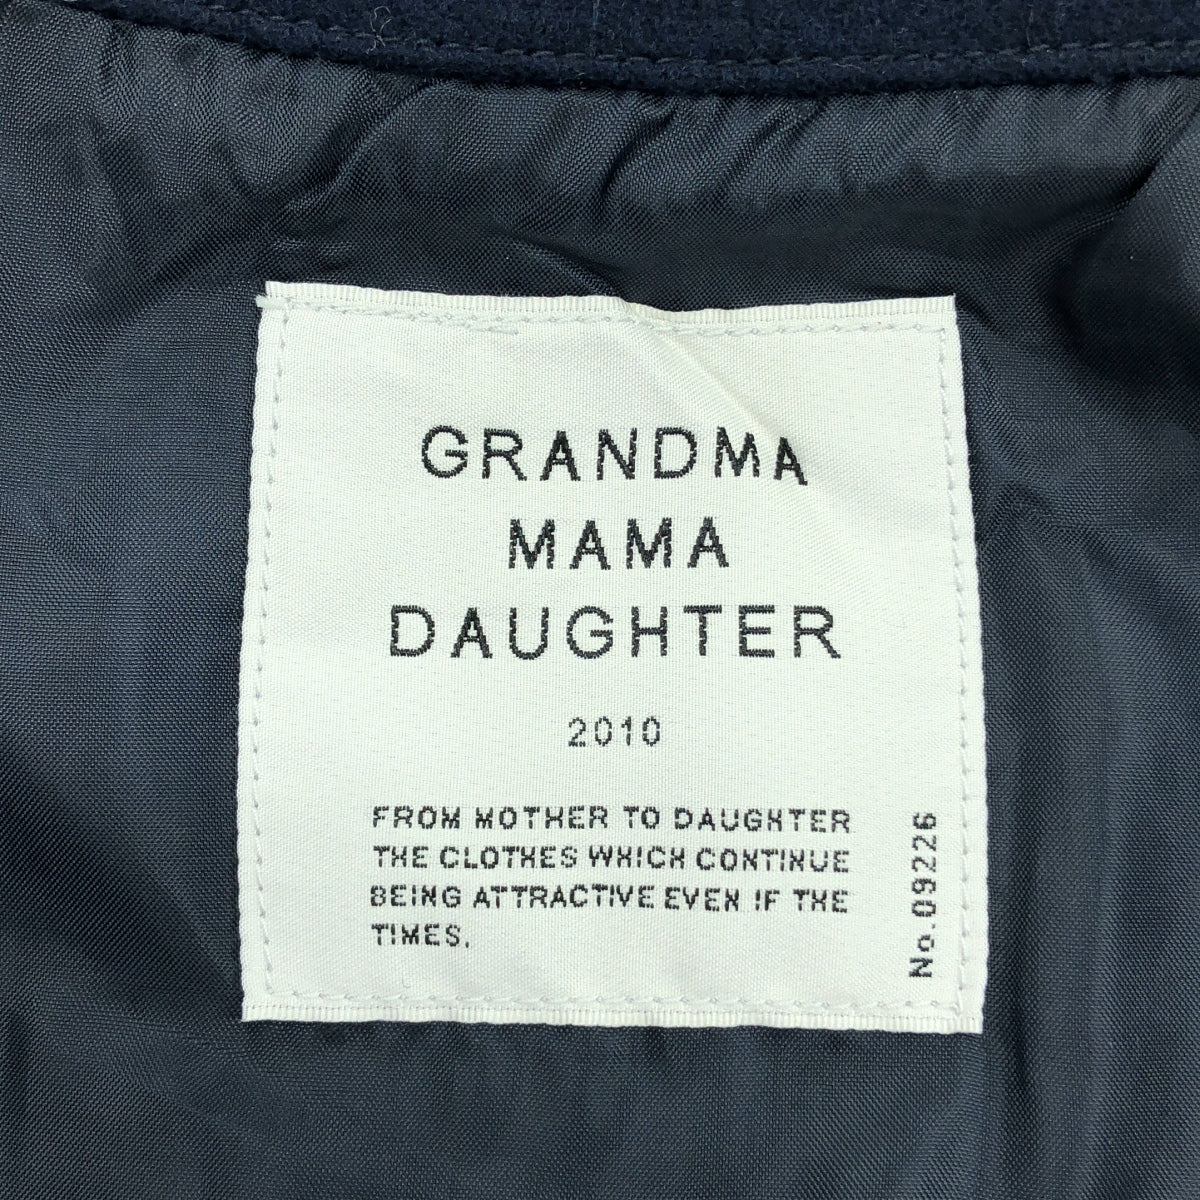 GRANDMA
MAMA
DAUGHTER
2010
FROM MOTHER TO DAUGHTER
THE CLOTHES WHICH CONTINUE
BEING ATTRACTIVE EVEN IF THE
TIMES.
No.09226